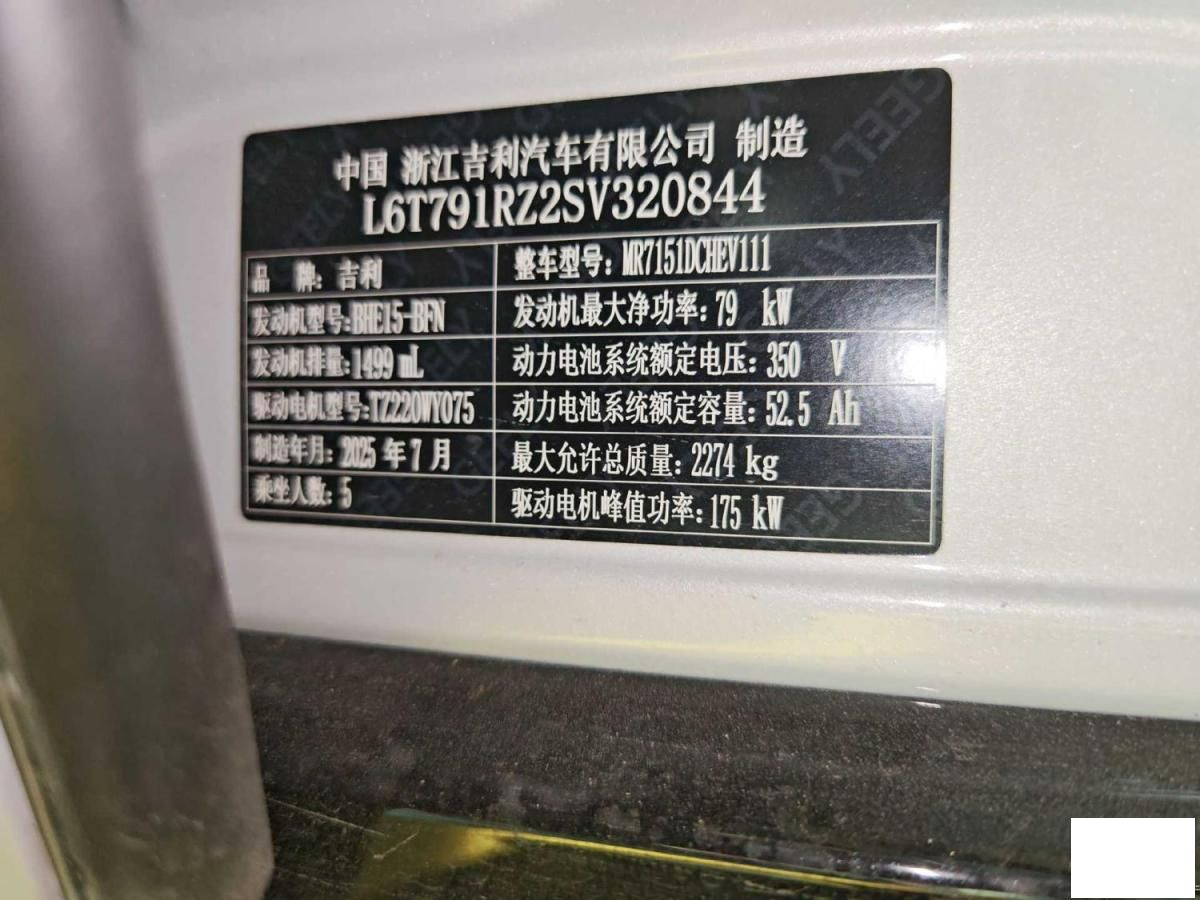 中国 浙江吉利汽车有限公司 制造
L6T791RZ2SV320844
品 牌: 吉利
整车型号: MR7151DCHEV111
发动机型号:BHE15-BFN
发动机最大净功率: 79 kW
发动机排量:1499 mL
动力电池系统额定电压: 350 V
驱动电机型号:TZ220WY075
动力电池系统额定容量: 52.5 Ah
制造年月: 2025 年 7 月
最大允许总质量: 2274 kg
乘坐人数: 5
驱动电机峰值功率: 175 kW
GEELY